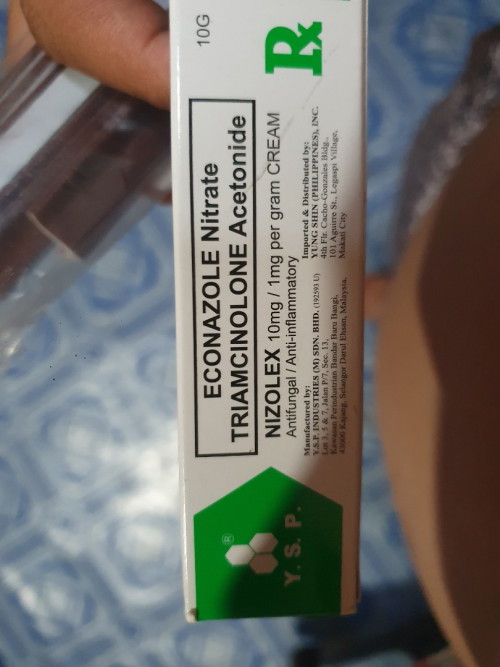 10G
Rx
ECONAZOLE Nitrate
TRIAMCINOLONE Acetonide
NIZOLEX 10mg / 1mg per gram CREAM
Antifungal / Anti-inflammatory
Manufactured by:
Y.S.P. INDUSTRIES (M) SDN. BHD. (192593 U)
Lot 3, 5 & 7, Jalan P/7, Sec. 13,
Kawasan Perindustrian Bandar Baru Bangi,
43000 Kajang, Selangor Darul Ehsan, Malaysia.
Imported & Distributed by:
YUNG SHIN (PHILIPPINES), INC.
4th Flr. Cacho-Gonzales Bldg.,
101 Aguirre St., Legaspi Village,
Makati City
®
Y. S. P.